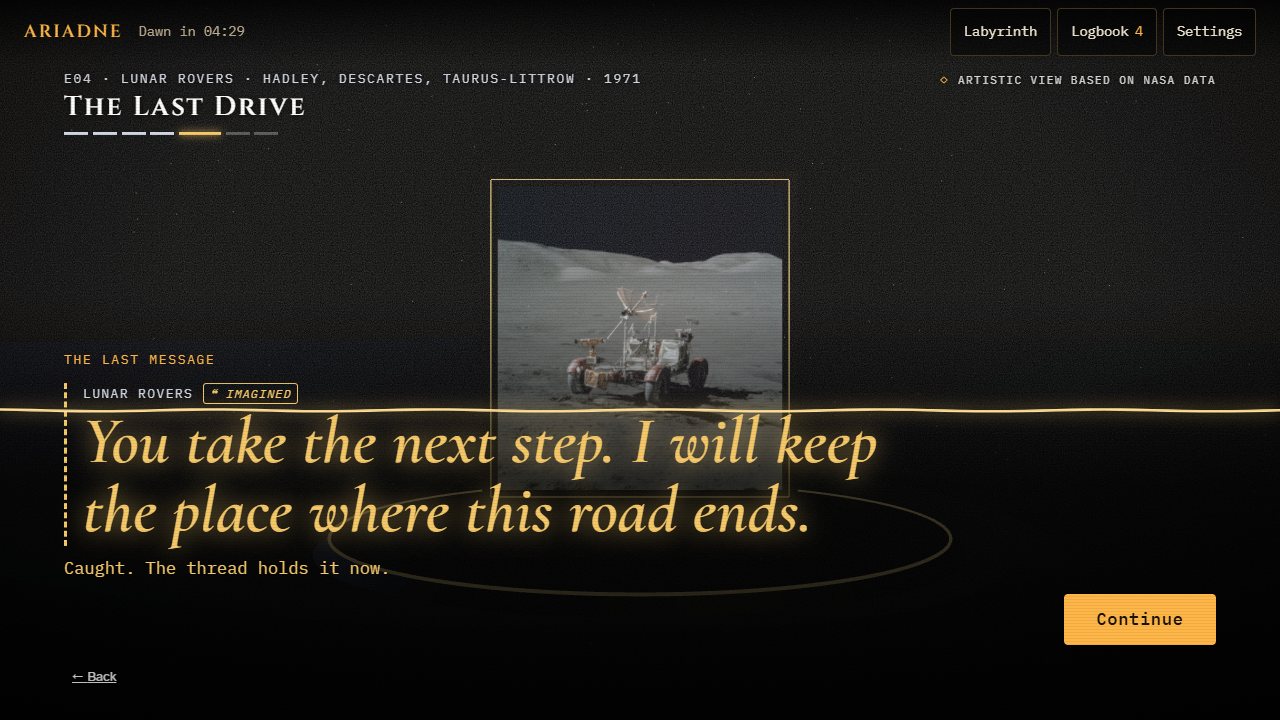 ARIADNE Dawn in 04:29 Labyrinth Logbook 4 Settings
E04 · LUNAR ROVERS · HADLEY, DESCARTES, TAURUS-LITTROW · 1971
◇ ARTISTIC VIEW BASED ON NASA DATA
The Last Drive
THE LAST MESSAGE
LUNAR ROVERS ❝ IMAGINED
You take the next step. I will keep
the place where this road ends.
Caught. The thread holds it now.
Continue
← Back